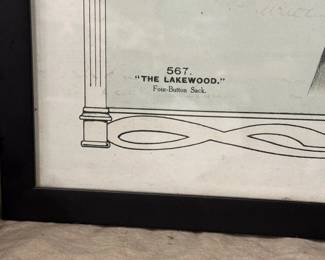 567.
"THE LAKEWOOD."
Four-Button Sack.